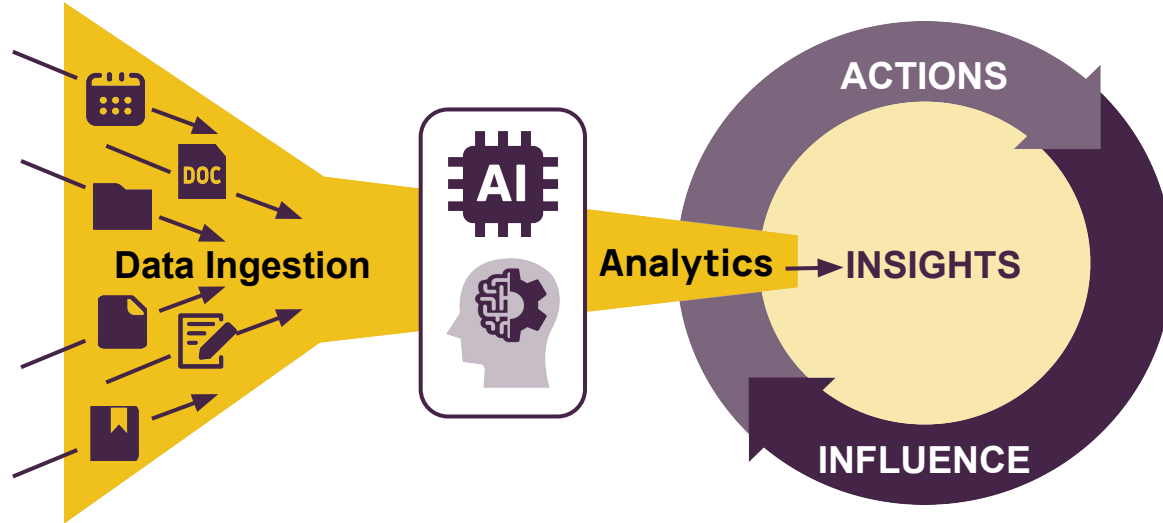 DOC
Data Ingestion
AI
Analytics
INSIGHTS
ACTIONS
INFLUENCE